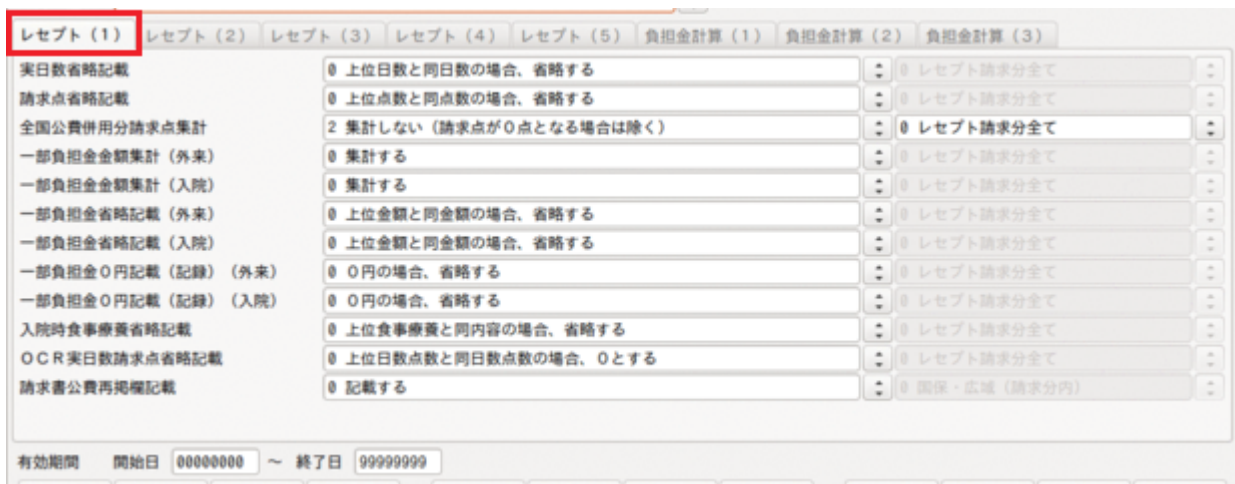 レセプト（1） レセプト（2） レセプト（3） レセプト（4） レセプト（5） 負担金計算（1） 負担金計算（2） 負担金計算（3）
実日数省略記載 0 上位日数と同日数の場合、省略する 0 レセプト請求分全て
請求点省略記載 0 上位点数と同点数の場合、省略する 0 レセプト請求分全て
全国公費併用分請求点集計 2 集計しない（請求点が０点となる場合は除く） 0 レセプト請求分全て
一部負担金金額集計（外来） 0 集計する 0 レセプト請求分全て
一部負担金金額集計（入院） 0 集計する 0 レセプト請求分全て
一部負担金省略記載（外来） 0 上位金額と同金額の場合、省略する 0 レセプト請求分全て
一部負担金省略記載（入院） 0 上位金額と同金額の場合、省略する 0 レセプト請求分全て
一部負担金０円記載（記録）（外来） 0 ０円の場合、省略する 0 レセプト請求分全て
一部負担金０円記載（記録）（入院） 0 ０円の場合、省略する 0 レセプト請求分全て
入院時食事療養省略記載 0 上位食事療養と同内容の場合、省略する 0 レセプト請求分全て
ＯＣＲ実日数請求点省略記載 0 上位日数点数と同日数点数の場合、０とする 0 レセプト請求分全て
請求書公費再掲欄記載 0 記載する 0 国保・広域（請求分内）
有効期間 開始日 00000000 ～ 終了日 99999999